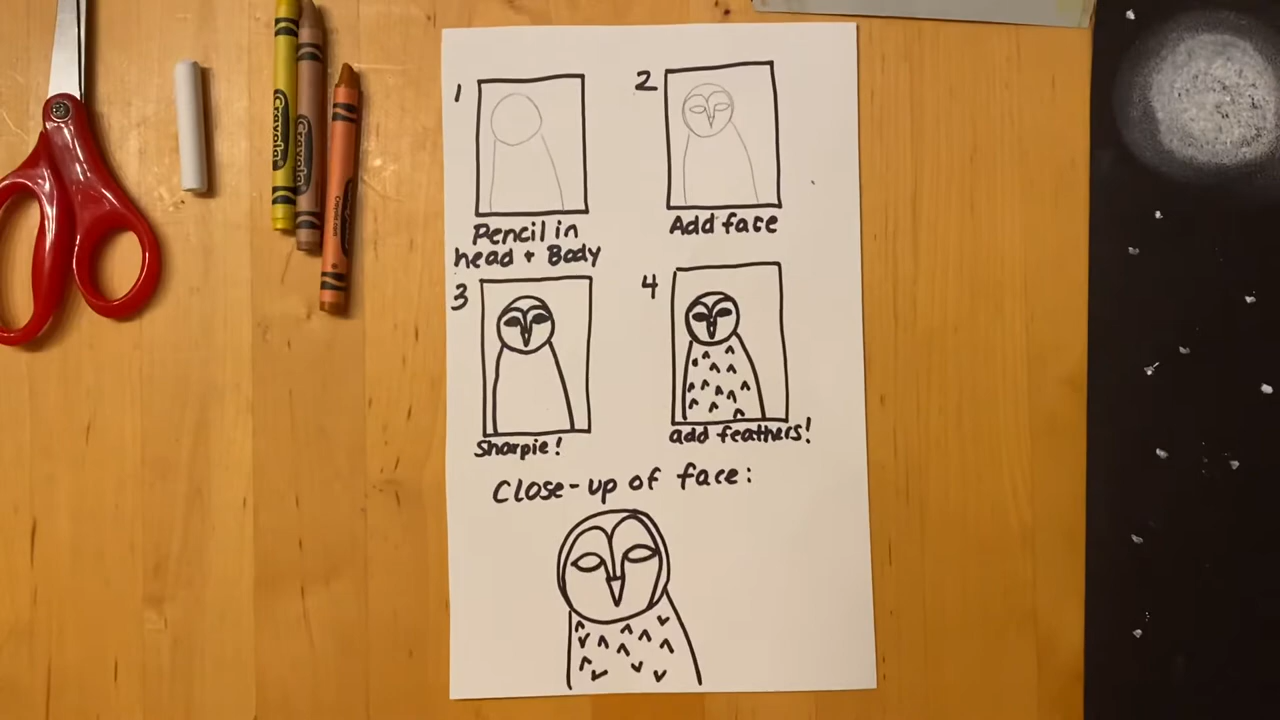 1
2
Pencil in
head + Body
Add face
3
4
Sharpie!
add feathers!
Close-up of face:
Crayola
Crayola